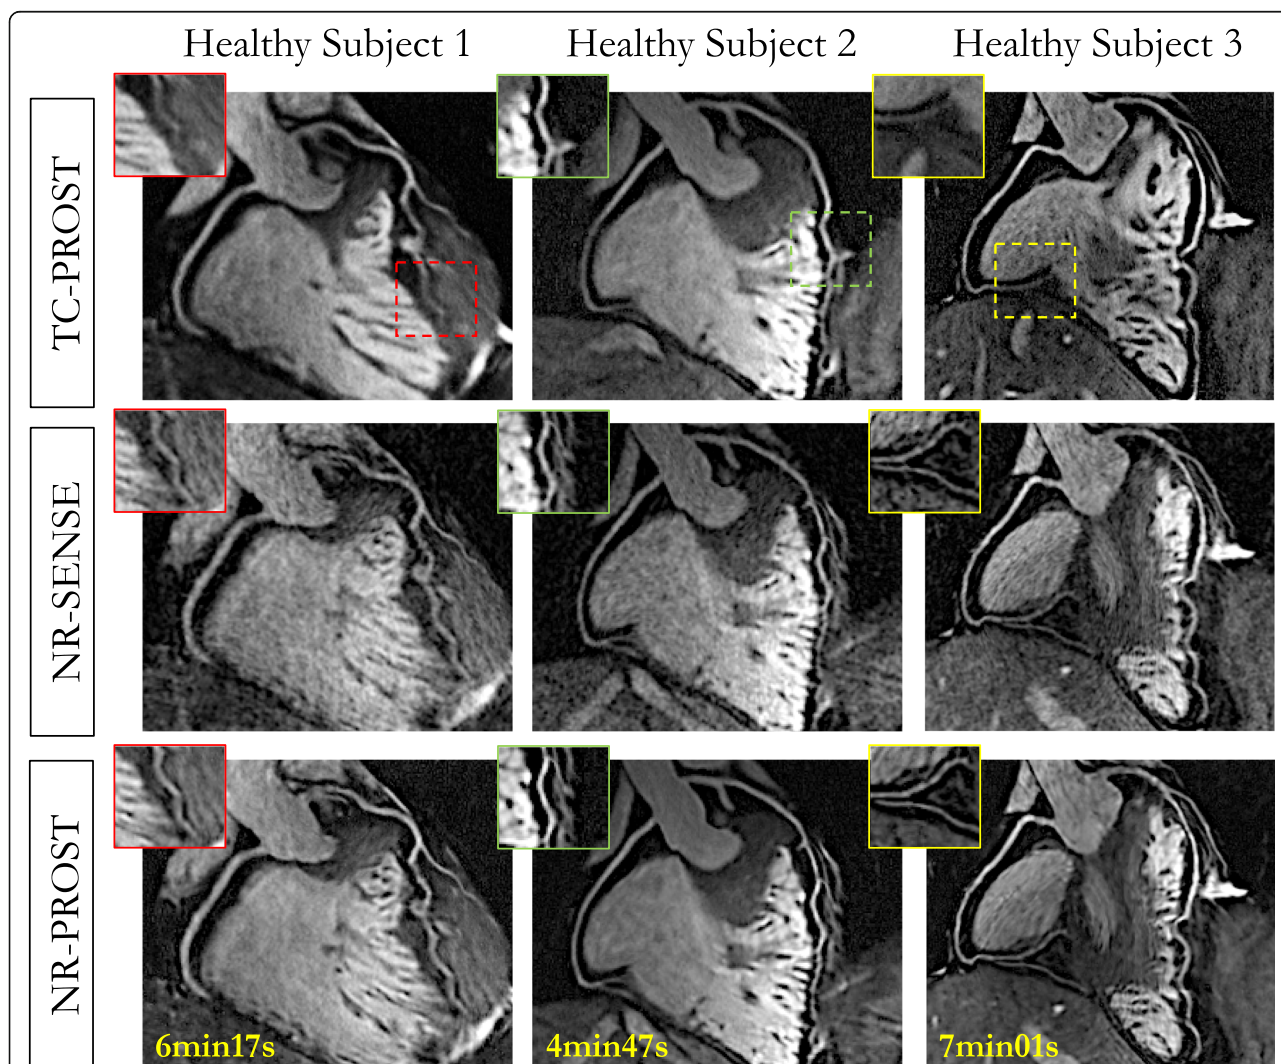 Healthy Subject 1 Healthy Subject 2 Healthy Subject 3
TC-PROST
NR-SENSE
NR-PROST
6min17s 4min47s 7min01s